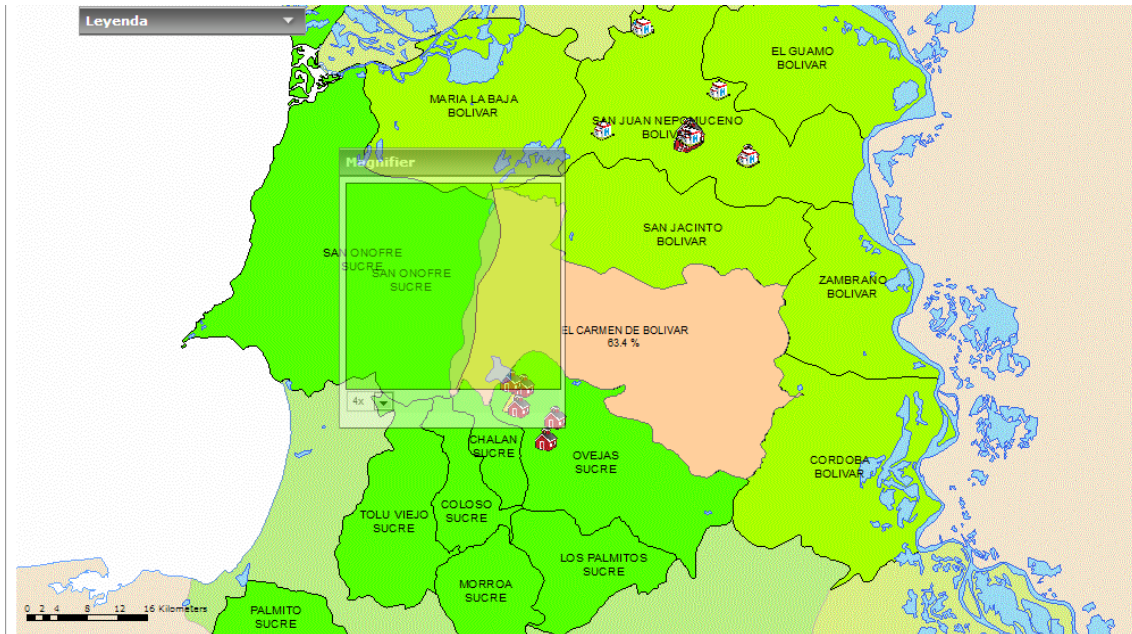 Leyenda
EL GUAMO
BOLIVAR
MARIA LA BAJA
BOLIVAR
SAN JUAN NEPOMUCENO
BOLIVAR
Magnifier
SAN JACINTO
BOLIVAR
SAN ONOFRE
SUCRE
SAN ONOFRE
SUCRE
ZAMBRANO
BOLIVAR
EL CARMEN DE BOLIVAR
63.4 %
4x
CHALAN
SUCRE
OVEJAS
SUCRE
CORDOBA
BOLIVAR
COLOSO
SUCRE
TOLU VIEJO
SUCRE
LOS PALMITOS
SUCRE
MORROA
SUCRE
0 2 4 8 12 16 Kilometers
PALMITO
SUCRE